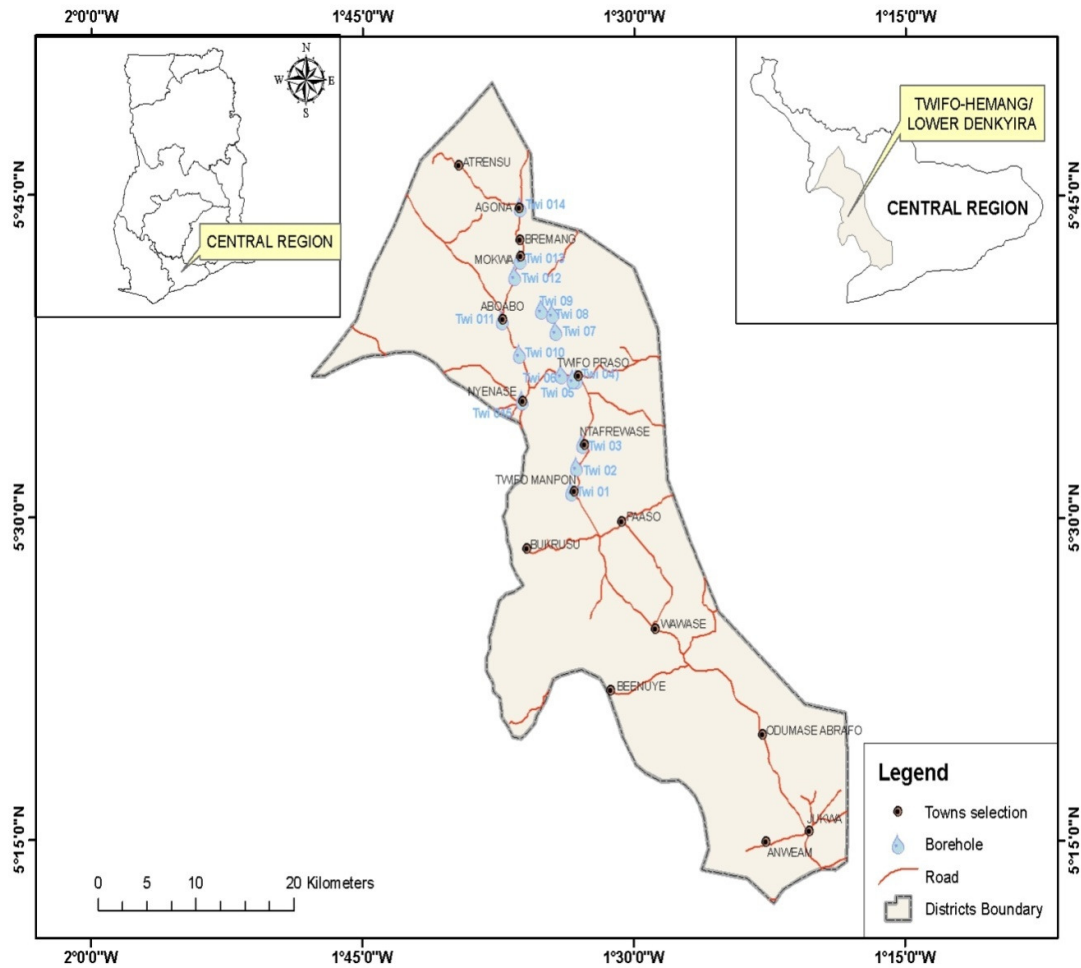 2°0'0"W 1°45'0"W 1°30'0"W 1°15'0"W
N
W E
S
CENTRAL REGION
TWIFO-HEMANG/
LOWER DENKYIRA
CENTRAL REGION
5°45'0"N 5°45'0"N
ATRENSU
AGONA Twi 014
BREMANG
MOKWA Twi 013
Twi 012
Twi 09
ABOABO Twi 08
Twi 011
Twi 07
Twi 010
TWIFO PRASO
Twi 06 Twi 04)
Twi 05
NYENASE
NTAFREWASE
Twi 03
Twi 02
TWIFO MANPON
Twi 01
5°30'0"N 5°30'0"N
PAASO
BUKRUSU
WAWASE
BEENUYE
ODUMASE ABRAFO
JUKWA
ANWEAM
5°15'0"N 5°15'0"N
Legend
Towns selection
Borehole
Road
Districts Boundary
0 5 10 20 Kilometers
2°0'0"W 1°45'0"W 1°30'0"W 1°15'0"W